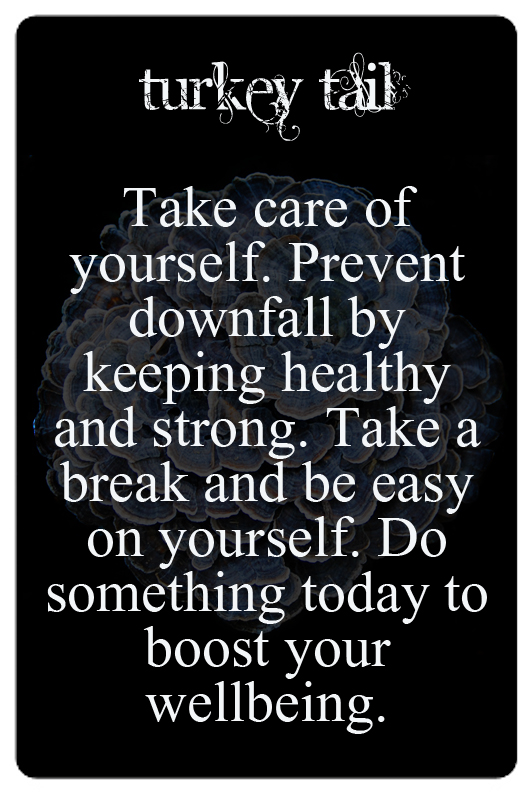 turkey tail
Take care of
yourself. Prevent
downfall by
keeping healthy
and strong. Take a
break and be easy
on yourself. Do
something today to
boost your
wellbeing.